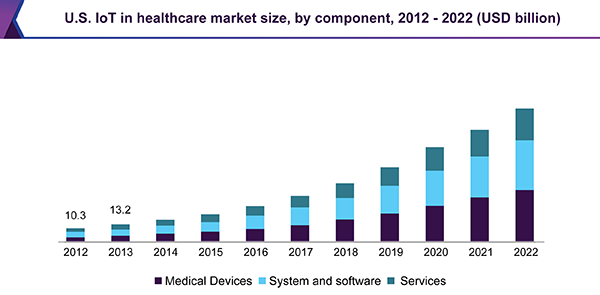 U.S. IoT in healthcare market size, by component, 2012 - 2022 (USD billion)
10.3
13.2
2012 2013 2014 2015 2016 2017 2018 2019 2020 2021 2022
Medical Devices System and software Services